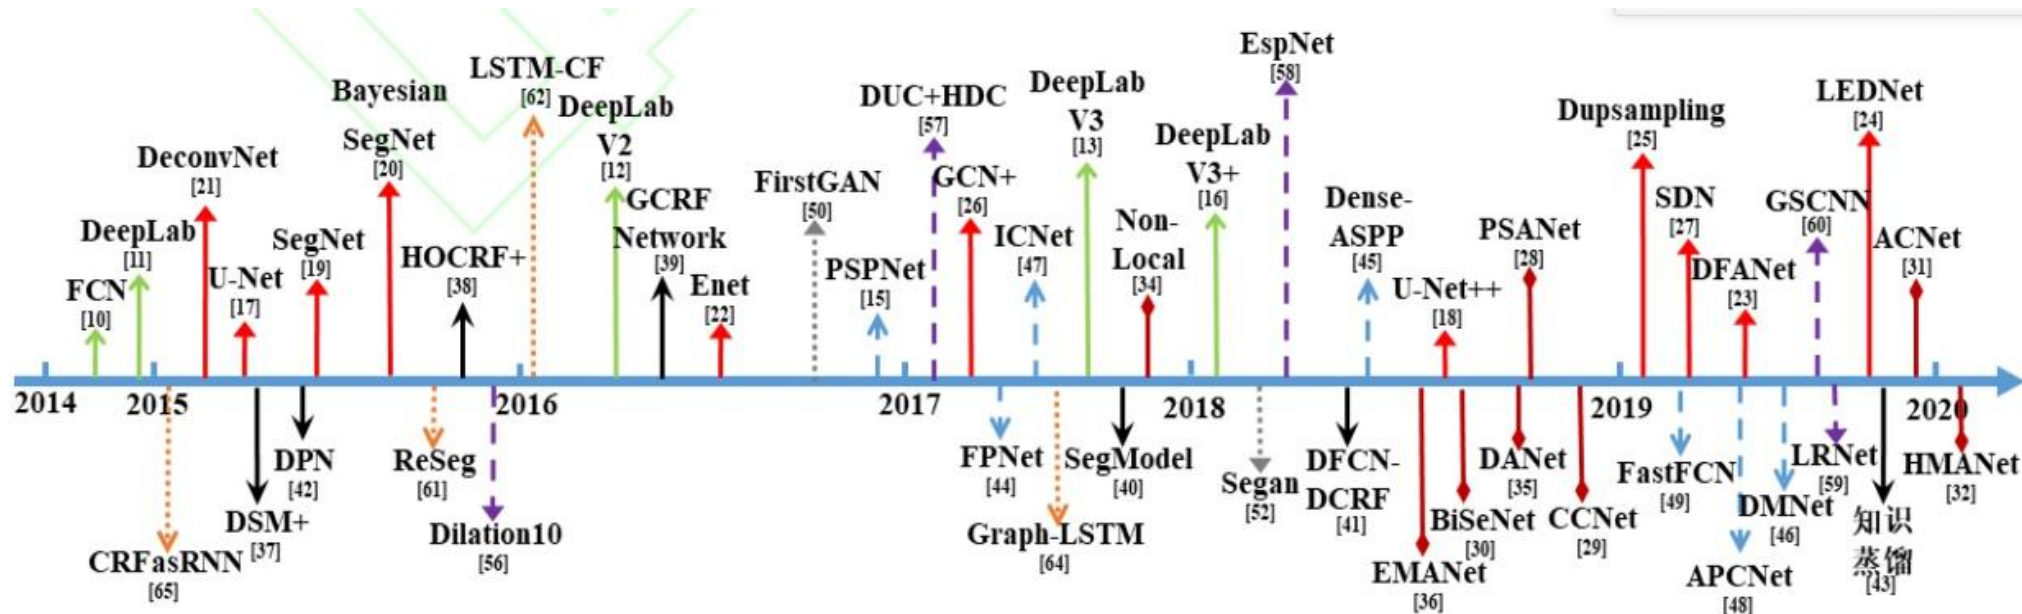 FCN
[10]
DeepLab
[11]
DeconvNet
[21]
U-Net
[17]
SegNet
[19]
Bayesian
SegNet
[20]
HOCRF+
[38]
LSTM-CF
[62]
DeepLab
V2
[12]
GCRF
Network
[39]
Enet
[22]
FirstGAN
[50]
PSPNet
[15]
DUC+HDC
[57]
GCN+
[26]
ICNet
[47]
DeepLab
V3
[13]
Non-
Local
[34]
DeepLab
V3+
[16]
EspNet
[58]
Dense-
ASPP
[45]
U-Net++
[18]
PSANet
[28]
Dupsampling
[25]
SDN
[27]
DFANet
[23]
GSCNN
[60]
LEDNet
[24]
ACNet
[31]
2014 2015 2016 2017 2018 2019 2020
CRFasRNN
[65]
DSM+
[37]
DPN
[42]
ReSeg
[61]
Dilation10
[56]
FPNet
[44]
Graph-LSTM
[64]
SegModel
[40]
Segan
[52]
DFCN-
DCRF
[41]
EMANet
[36]
BiSeNet
[30]
DANet
[35]
CCNet
[29]
FastFCN
[49]
APCNet
[48]
DMNet
[46]
LRNet
[59]
知识
蒸馏
[43]
HMANet
[32]